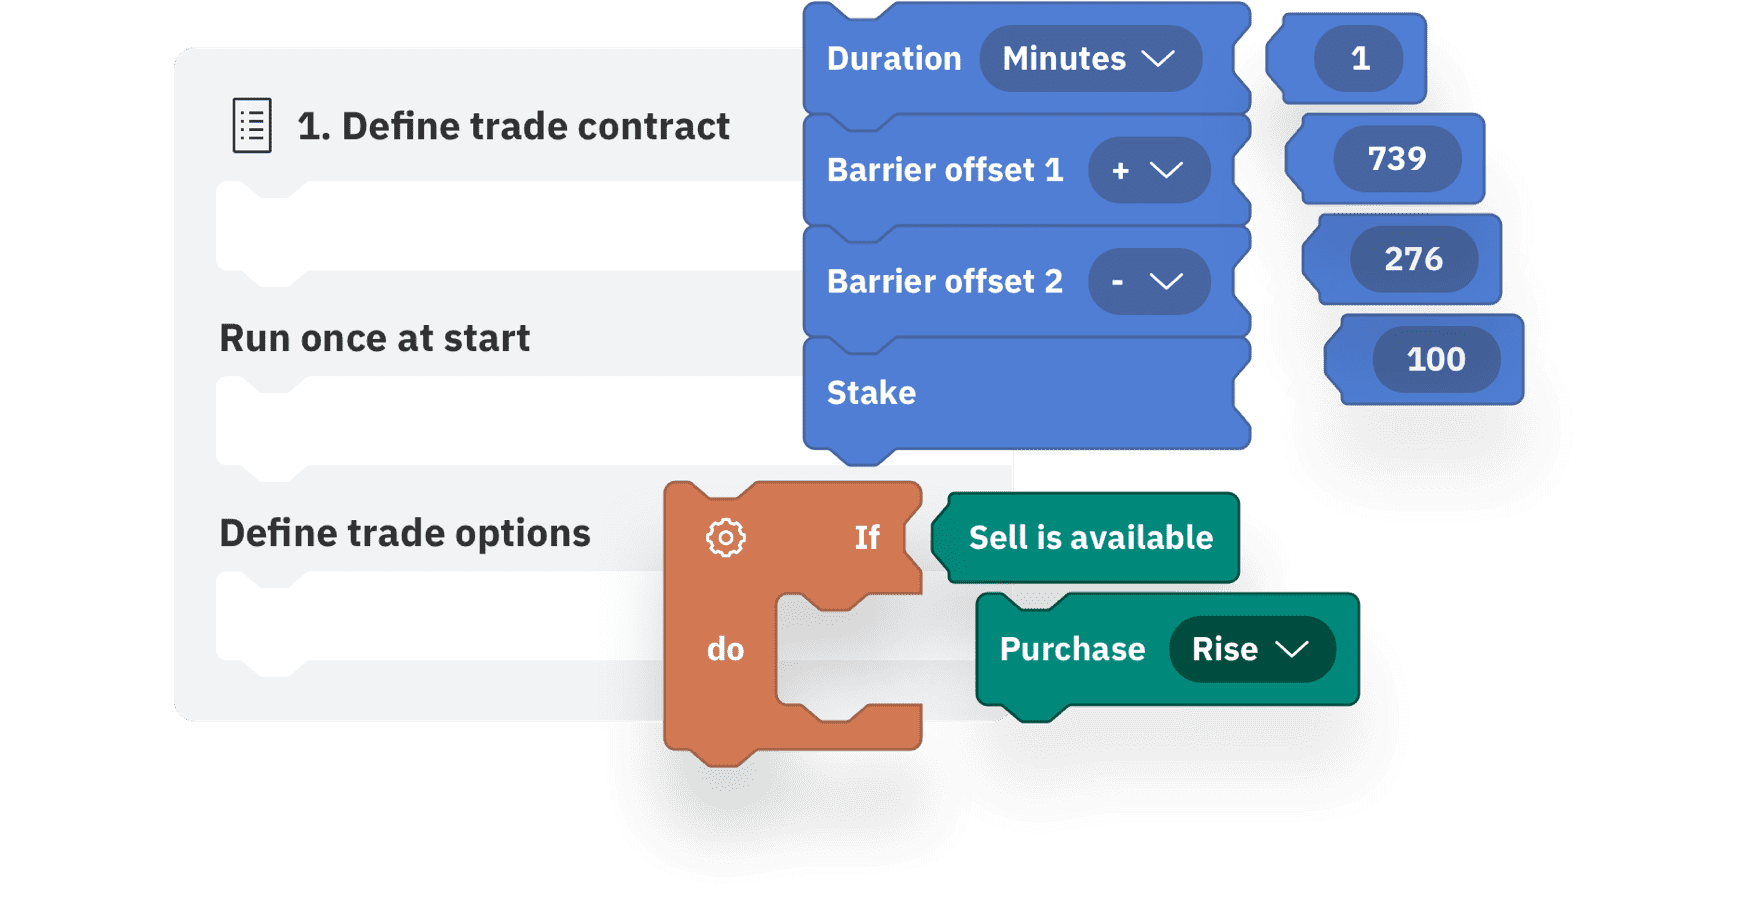 1. Define trade contract
Run once at start
Define trade options
Duration Minutes 1
Barrier offset 1 + 739
Barrier offset 2 - 276
Stake 100
If Sell is available
do Purchase Rise